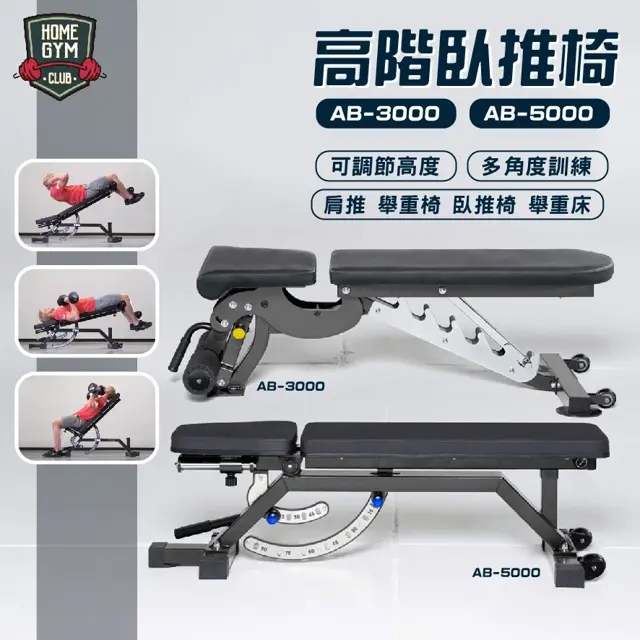 HOME
GYM
CLUB
高階臥推椅
AB-3000 AB-5000
可調節高度 多角度訓練
肩推 舉重椅 臥推椅 舉重床
AB-3000
AB-5000